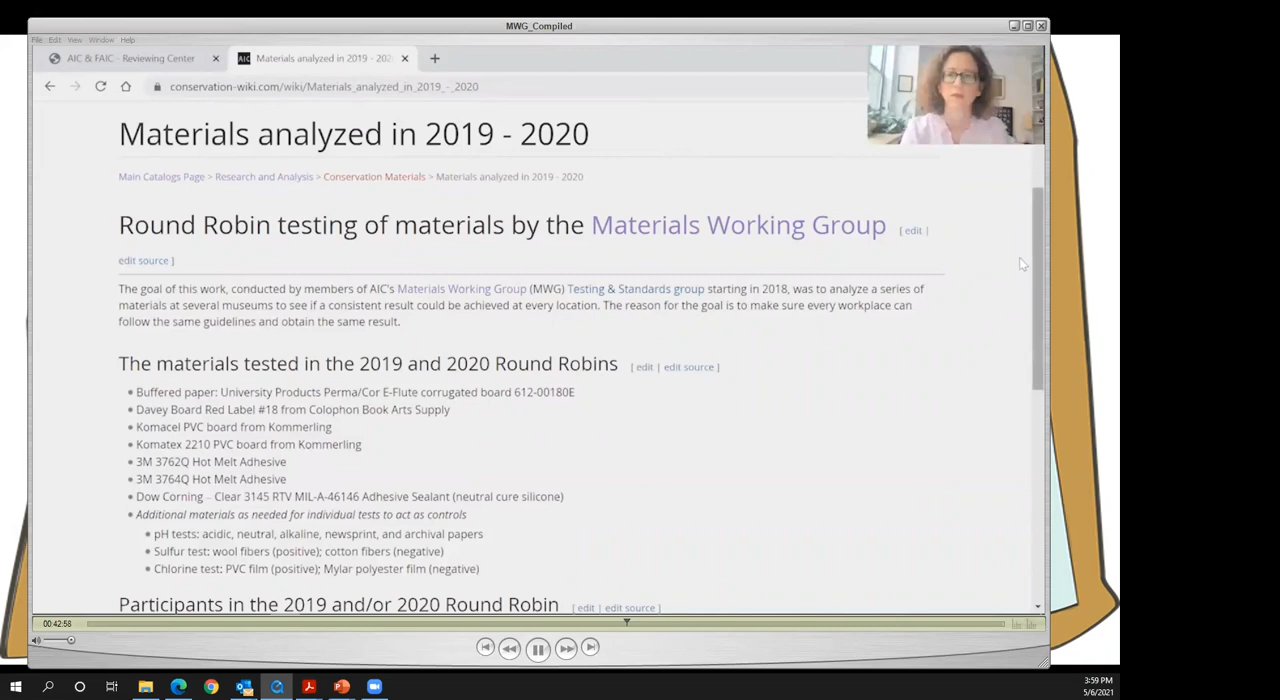 MWG_Compiled
File Edit View Window Help
AIC & FAIC - Reviewing Center
AIC Materials analyzed in 2019 - 202
conservation-wiki.com/wiki/Materials_analyzed_in_2019_-_2020
Materials analyzed in 2019 - 2020
Main Catalogs Page > Research and Analysis > Conservation Materials > Materials analyzed in 2019 - 2020
Round Robin testing of materials by the Materials Working Group [ edit |
edit source ]
The goal of this work, conducted by members of AIC's Materials Working Group (MWG) Testing & Standards group starting in 2018, was to analyze a series of
materials at several museums to see if a consistent result could be achieved at every location. The reason for the goal is to make sure every workplace can
follow the same guidelines and obtain the same result.
The materials tested in the 2019 and 2020 Round Robins [ edit | edit source ]
Buffered paper: University Products Perma/Cor E-Flute corrugated board 612-00180E
Davey Board Red Label #18 from Colophon Book Arts Supply
Komacel PVC board from Kommerling
Komatex 2210 PVC board from Kommerling
3M 3762Q Hot Melt Adhesive
3M 3764Q Hot Melt Adhesive
Dow Corning – Clear 3145 RTV MIL-A-46146 Adhesive Sealant (neutral cure silicone)
Additional materials as needed for individual tests to act as controls
pH tests: acidic, neutral, alkaline, newsprint, and archival papers
Sulfur test: wool fibers (positive); cotton fibers (negative)
Chlorine test: PVC film (positive); Mylar polyester film (negative)
Participants in the 2019 and/or 2020 Round Robin [ edit | edit source ]
00:42:58
3:59 PM
5/6/2021